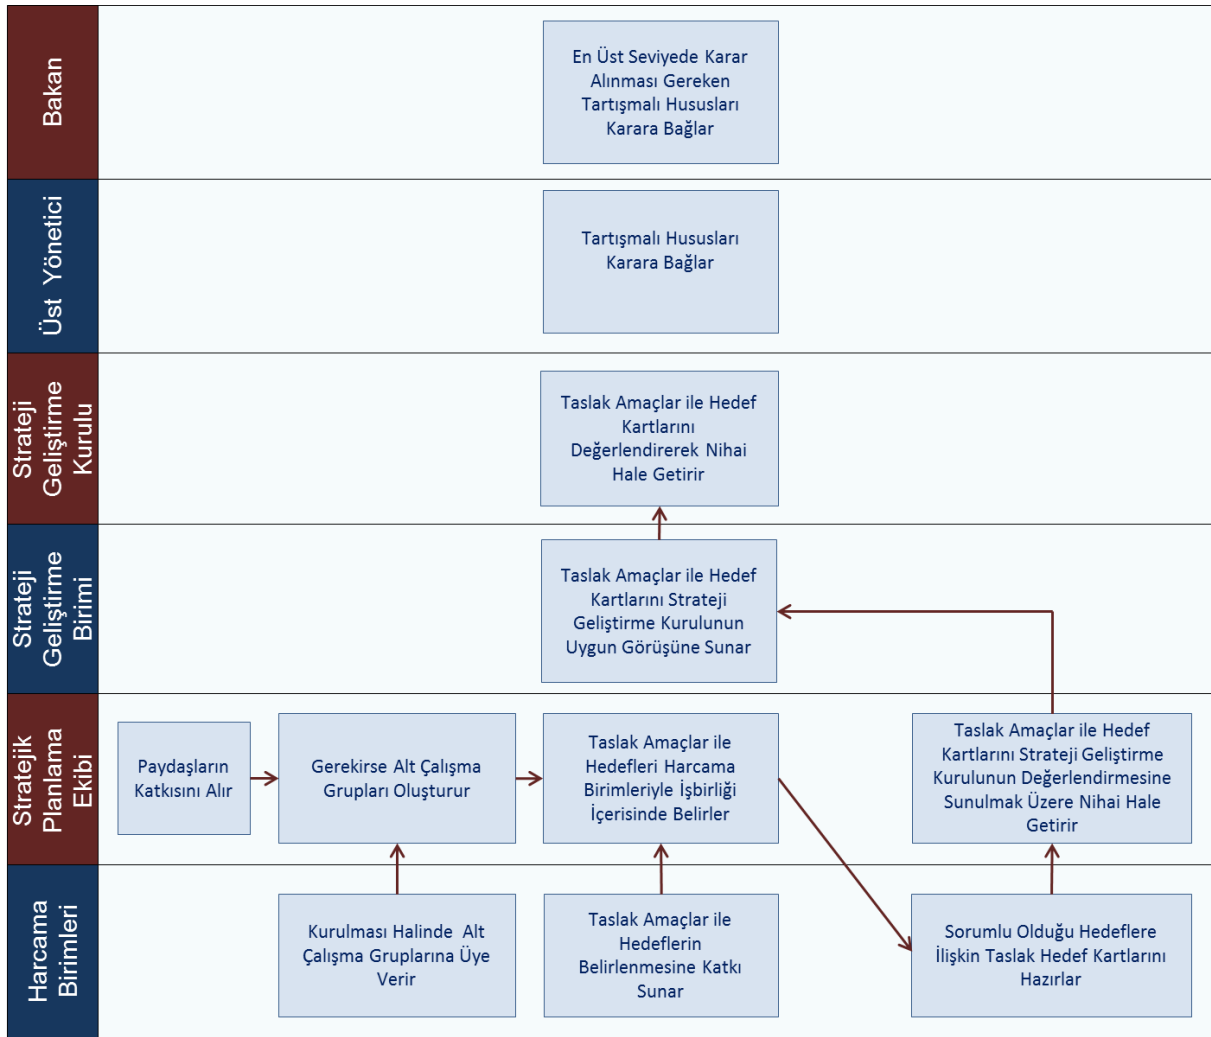 Bakan
En Üst Seviyede Karar
Alınması Gereken
Tartışmalı Hususları
Karara Bağlar
Üst Yönetici
Tartışmalı Hususları
Karara Bağlar
Strateji
Geliştirme
Kurulu
Taslak Amaçlar ile Hedef
Kartlarını
Değerlendirerek Nihai
Hale Getirir
Strateji
Geliştirme
Birimi
Taslak Amaçlar ile Hedef
Kartlarını Strateji
Geliştirme Kurulunun
Uygun Görüşüne Sunar
Stratejik
Planlama
Ekibi
Paydaşların
Katkısını Alır
Gerekirse Alt Çalışma
Grupları Oluşturur
Taslak Amaçlar ile
Hedefleri Harcama
Birimleriyle İşbirliği
İçerisinde Belirler
Taslak Amaçlar ile Hedef
Kartlarını Strateji Geliştirme
Kurulunun Değerlendirmesine
Sunulmak Üzere Nihai Hale
Getirir
Harcama
Birimleri
Kurulması Halinde Alt
Çalışma Gruplarına Üye
Verir
Taslak Amaçlar ile
Hedeflerin
Belirlenmesine Katkı
Sunar
Sorumlu Olduğu Hedeflere
İlişkin Taslak Hedef Kartlarını
Hazırlar